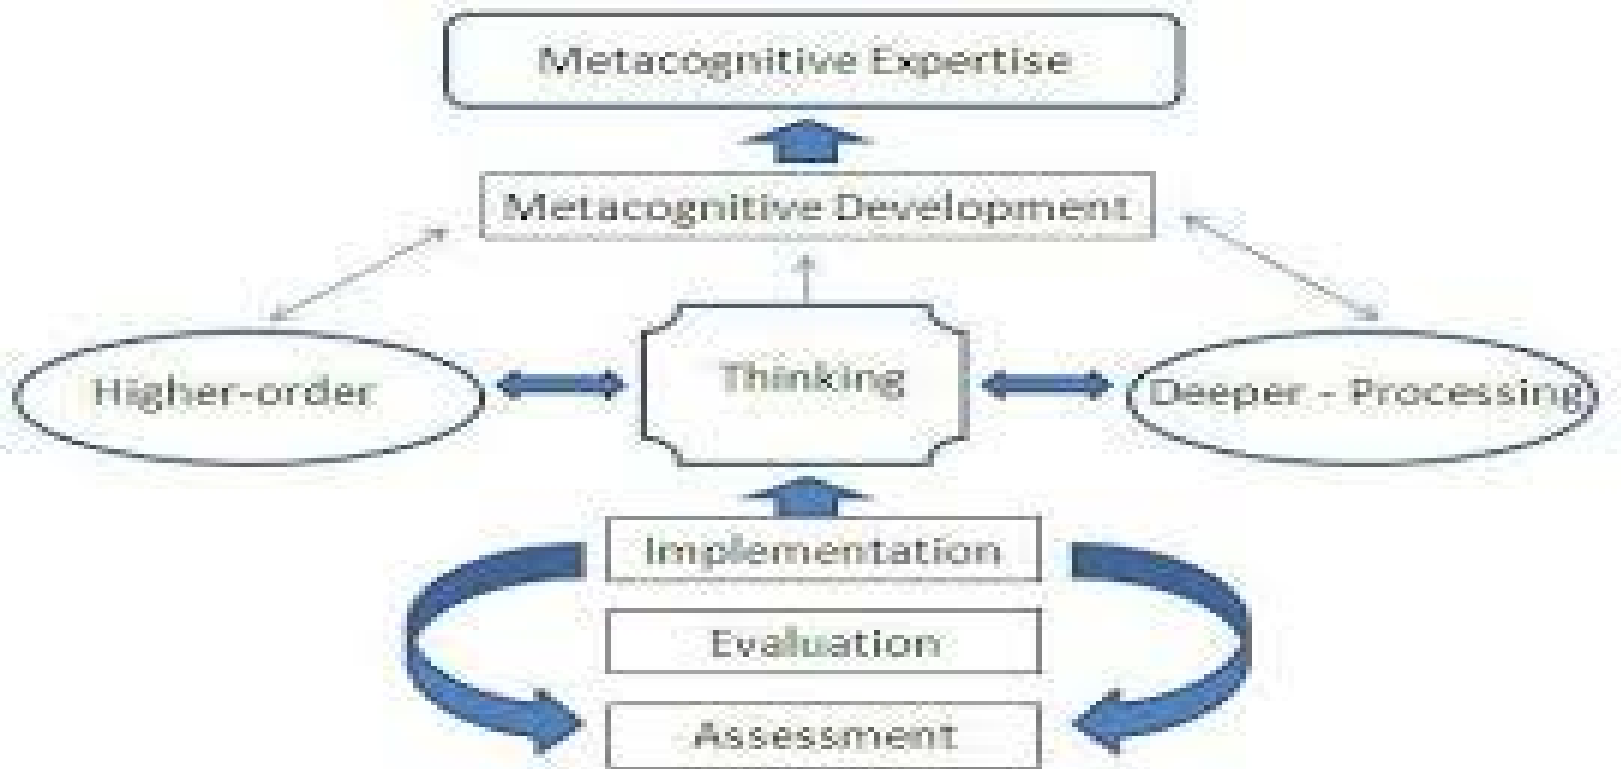 Metacognitive Expertise
Metacognitive Development
Higher-order
Thinking
Deeper - Processing
Implementation
Evaluation
Assessment